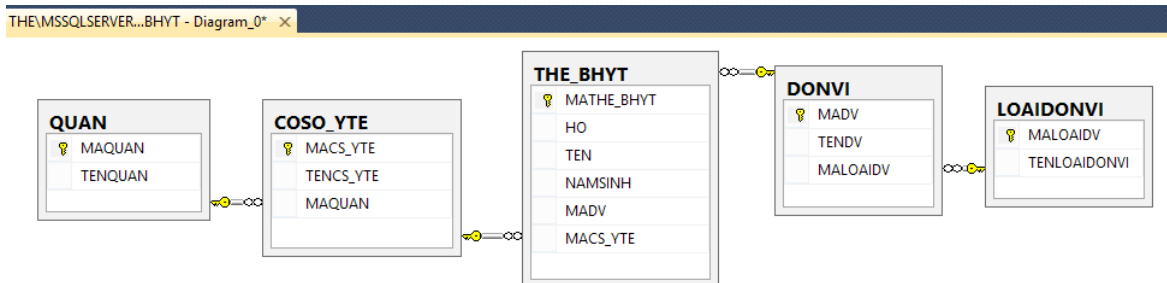 THE\MSSQLSERVER...BHYT - Diagram_0* ×
QUAN
MAQUAN
TENQUAN
COSO_YTE
MACS_YTE
TENCS_YTE
MAQUAN
THE_BHYT
MATHE_BHYT
HO
TEN
NAMSINH
MADV
MACS_YTE
DONVI
MADV
TENDV
MALOAIDV
LOAIDONVI
MALOAIDV
TENLOAIDONVI